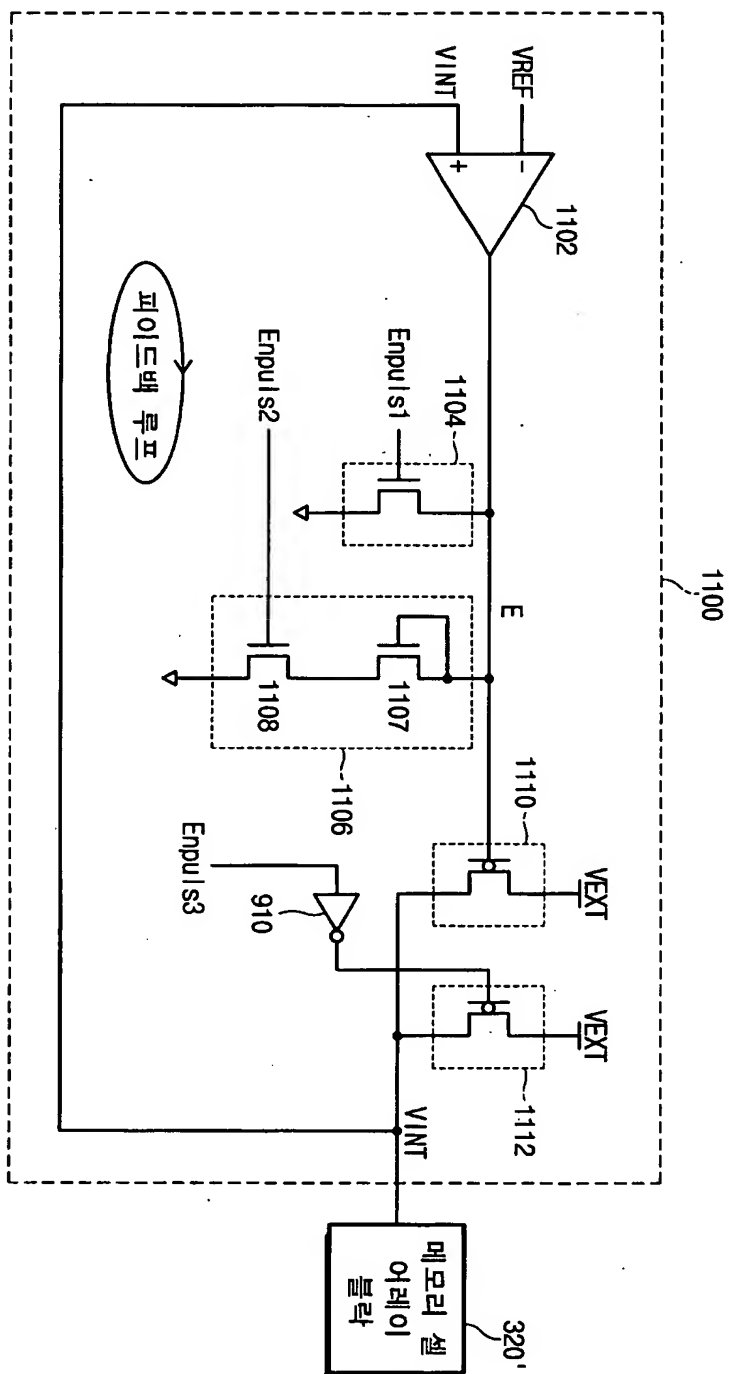 1100
VEXT
VEXT
1102
1110
1112
VREF
-
320'
E
1104
VINT
+
메모리 셀
어레이
블락
VINT
Enpuls1
1107
1106
1108
910
Enpuls2
Enpuls3
피이드백 루프